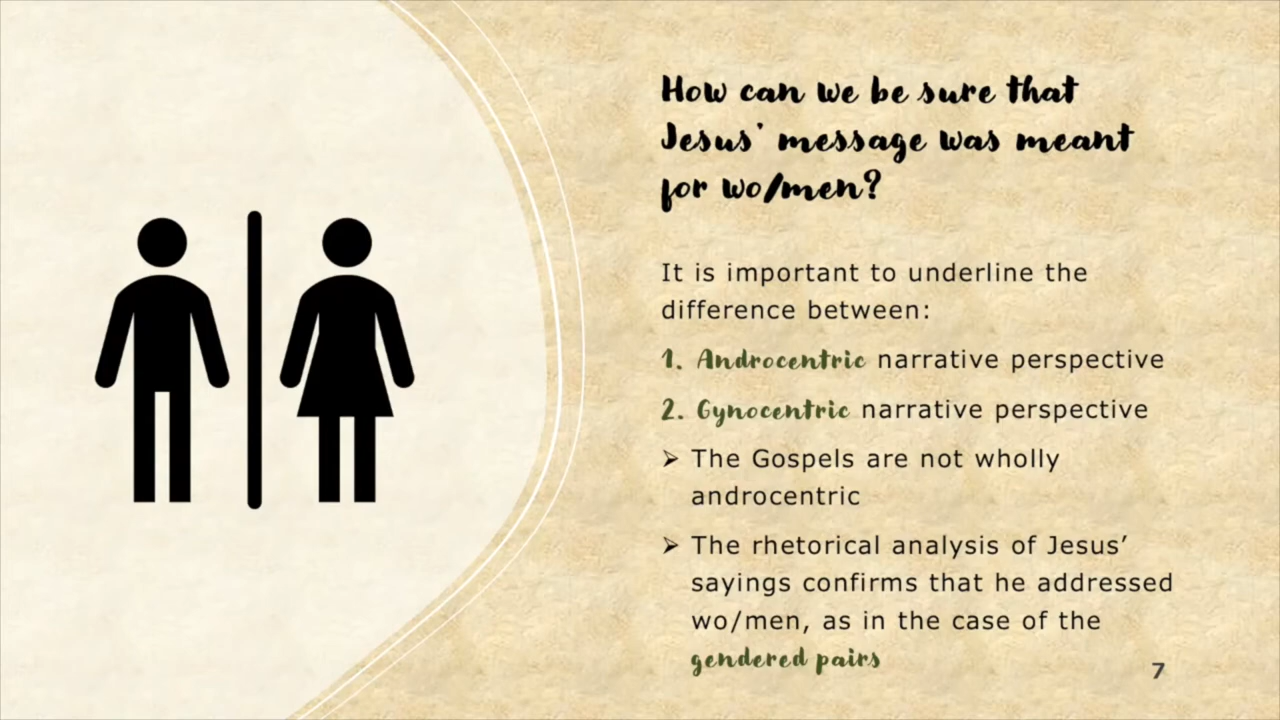 How can we be sure that
Jesus' message was meant
for wo/men?
It is important to underline the
difference between:
1. Androcentric narrative perspective
2. Gynocentric narrative perspective
➢ The Gospels are not wholly
androcentric
➢ The rhetorical analysis of Jesus’
sayings confirms that he addressed
wo/men, as in the case of the
gendered pairs
7